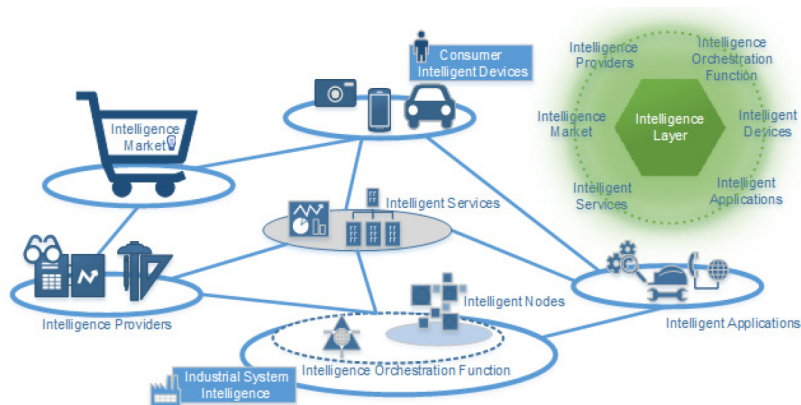 Consumer
Intelligent Devices
Intelligence
Market
Intelligent Services
Intelligence Providers
Intelligent Nodes
Intelligence Orchestration Function
Industrial System
Intelligence
Intelligent Applications
Intelligence
Providers
Intelligence
Orchestration
Function
Intelligence
Market
Intelligence
Layer
Intelligent
Devices
Intelligent
Services
Intelligent
Applications